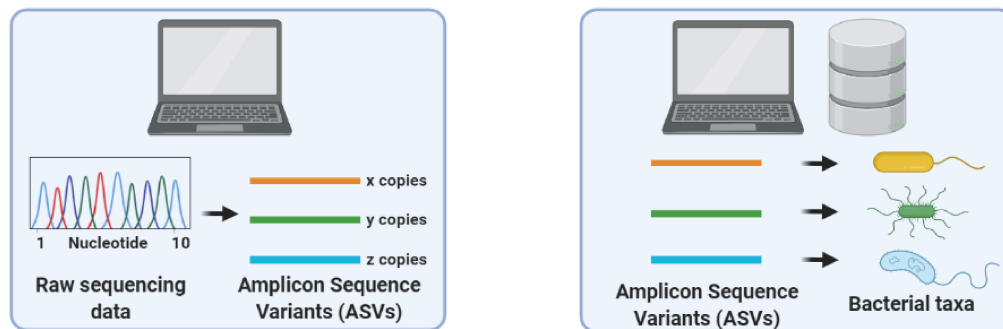 x copies
y copies
1 Nucleotide 10
z copies
Raw sequencing
data
Amplicon Sequence
Variants (ASVs)
Amplicon Sequence
Variants (ASVs)
Bacterial taxa